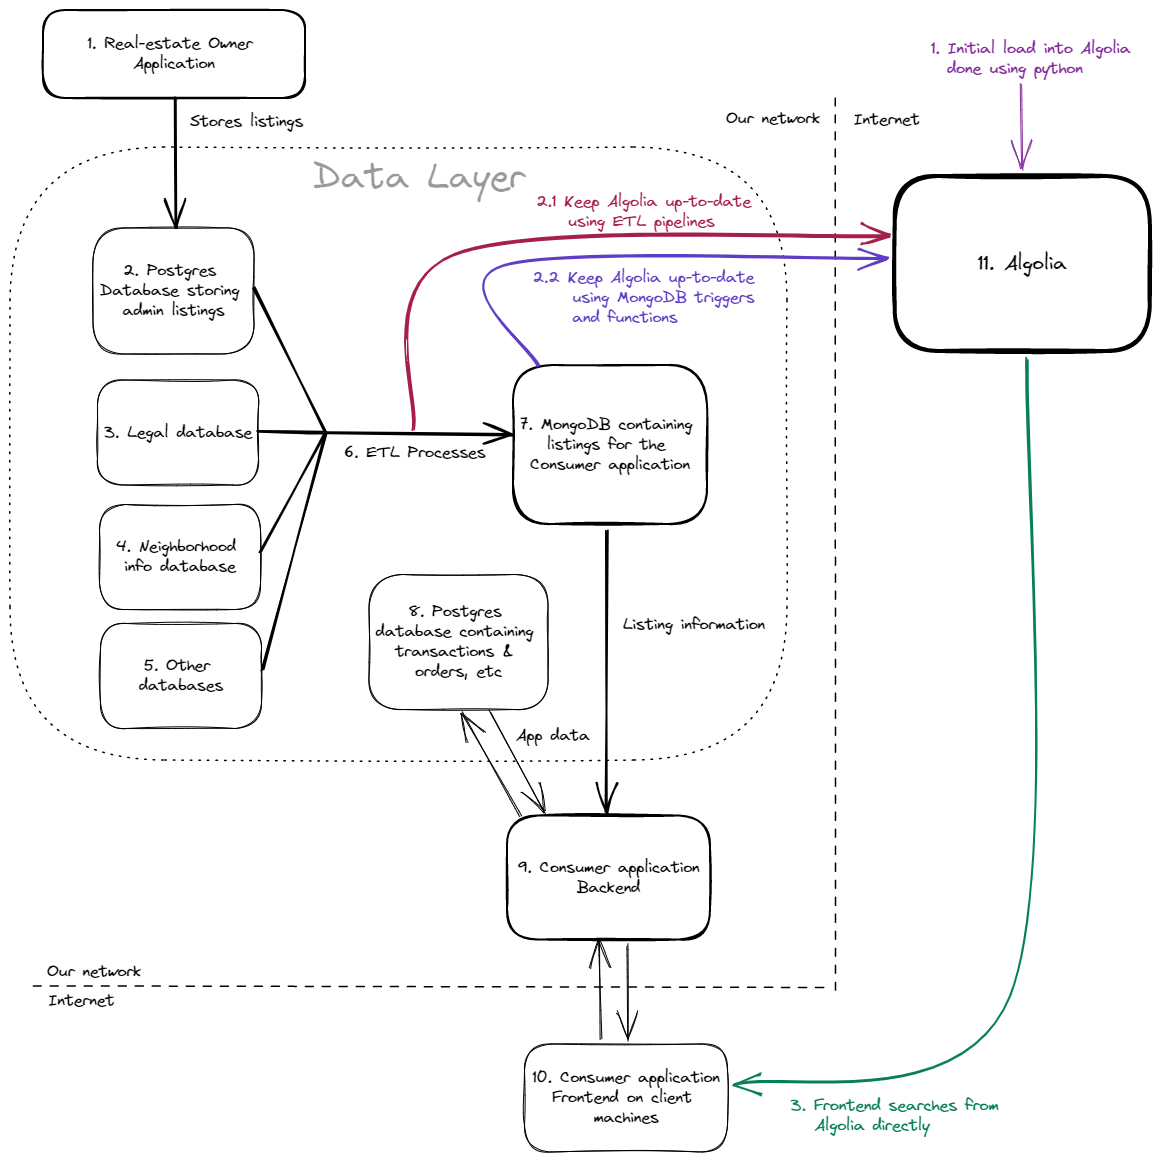 1. Real-estate Owner
Application
Stores listings
1. Initial load into Algolia
done using python
Our network
Internet
Data Layer
2.1 Keep Algolia up-to-date
using ETL pipelines
2.2 Keep Algolia up-to-date
using MongoDB triggers
and functions
11. Algolia
2. Postgres
Database storing
admin listings
3. Legal database
6. ETL Processes
7. MongoDB containing
listings for the
Consumer application
4. Neighborhood
info database
5. Other
databases
8. Postgres
database containing
transactions &
orders, etc
Listing information
App data
9. Consumer application
Backend
Our network
Internet
10. Consumer application
Frontend on client
machines
3. Frontend searches from
Algolia directly